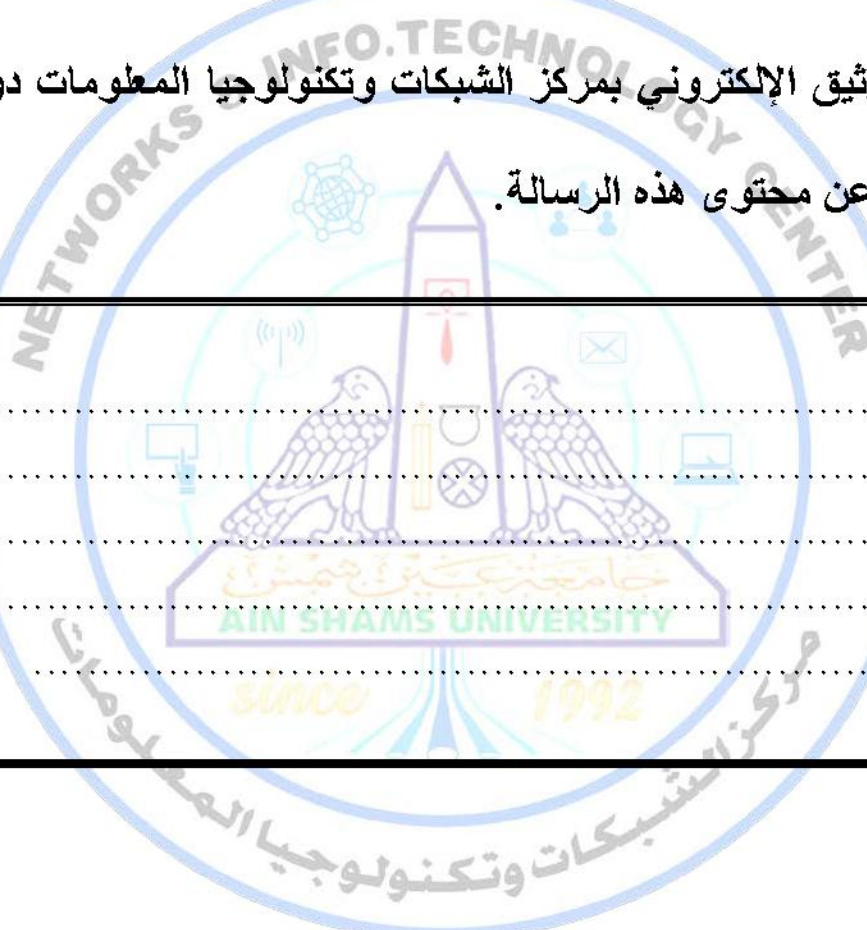 NETWORKS & INFO.TECHNOLOGY CENTER
ثيق الإلكتروني بمركز الشبكات وتكنولوجيا المعلومات
عن محتوى هذه الرسالة.
جامعة عين شمس
AIN SHAMS UNIVERSITY
since 1992
مركز الشبكات وتكنولوجيا المعلومات